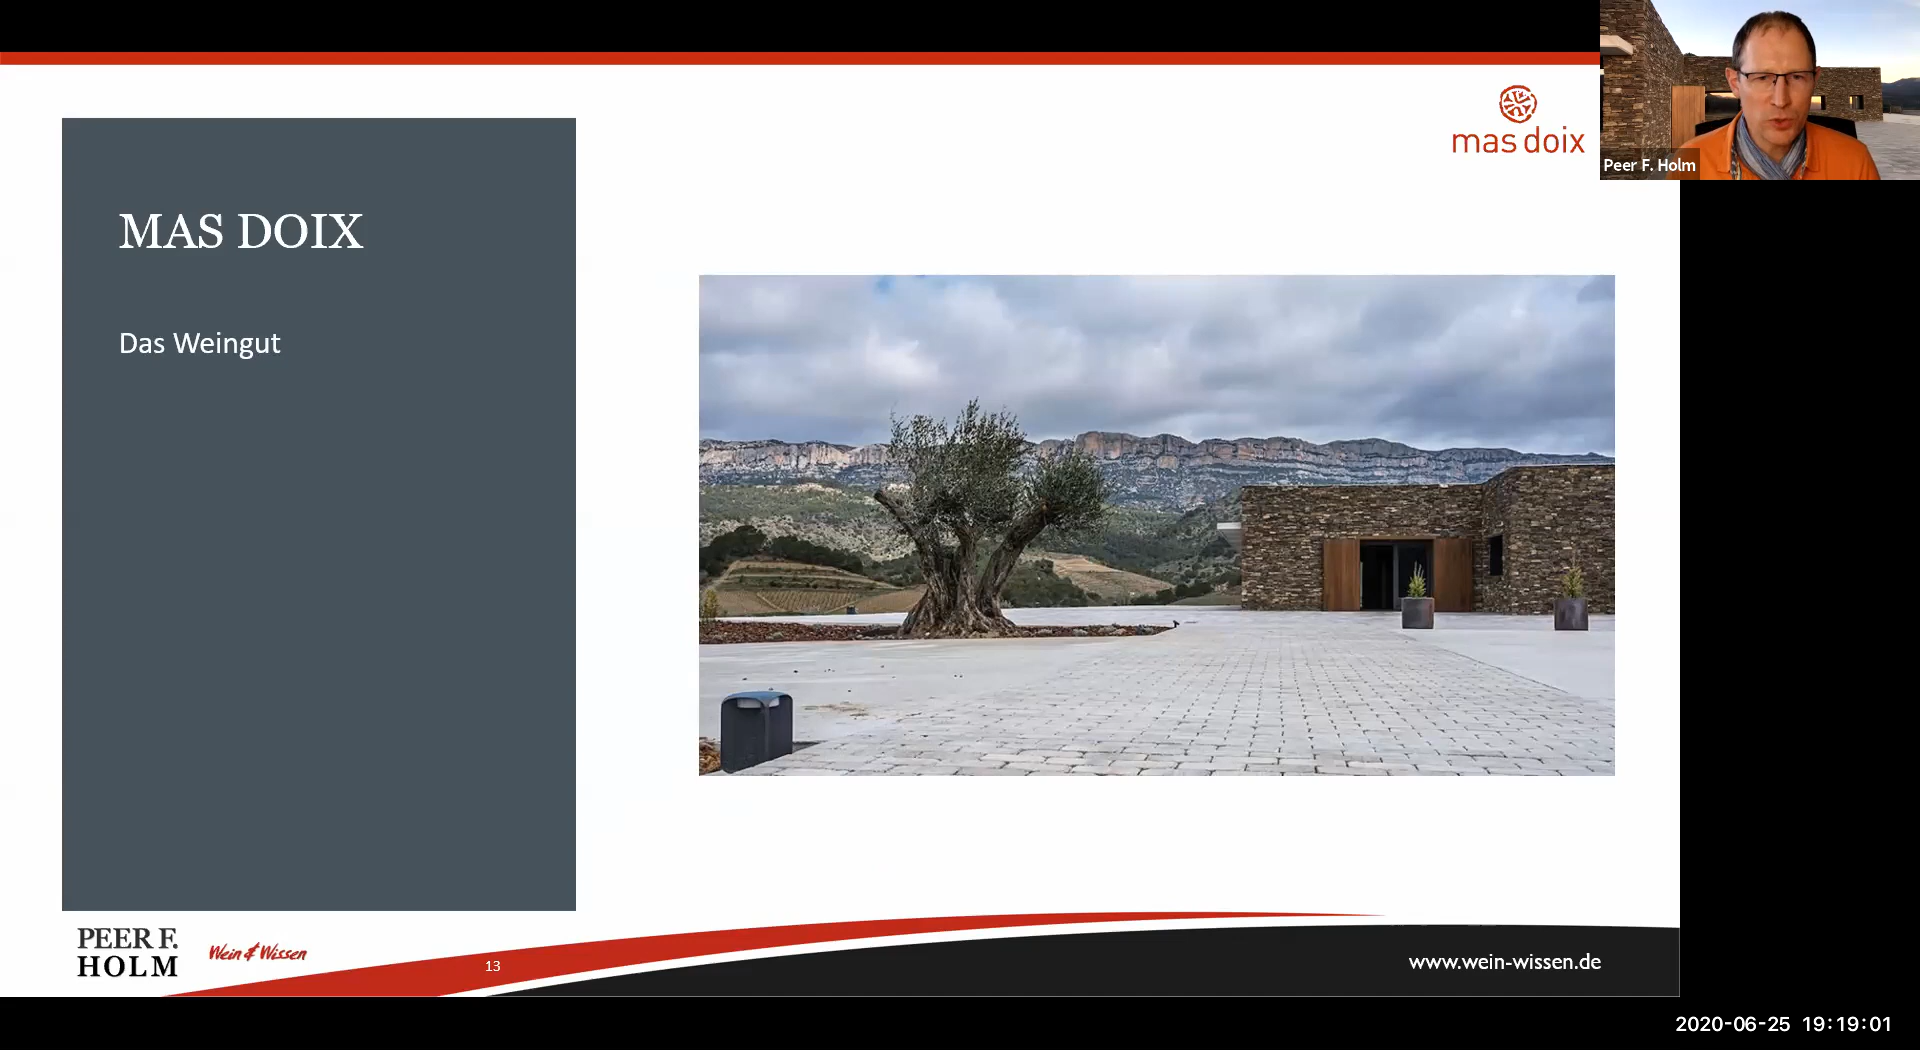 mas doix
Peer F. Holm
MAS DOIX
Das Weingut
PEER F.
HOLM
Wein & Wissen
13
www.wein-wissen.de
2020-06-25 19:19:01